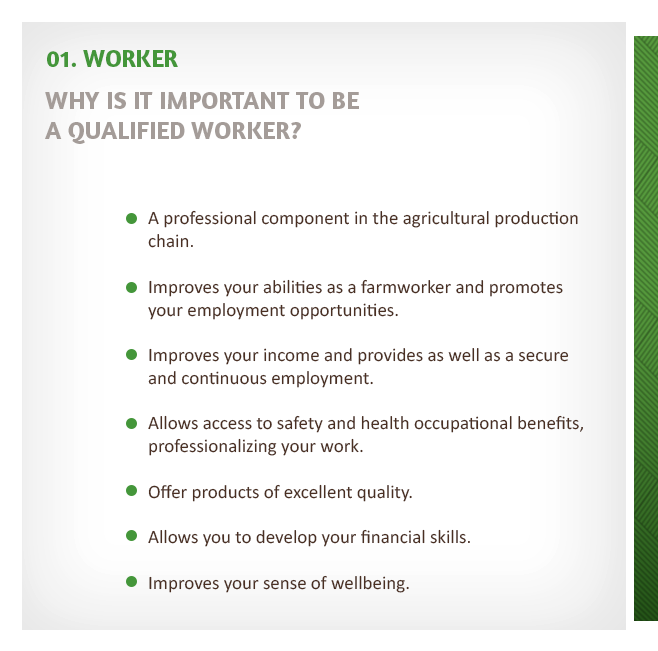 01. WORKER
WHY IS IT IMPORTANT TO BE
A QUALIFIED WORKER?
A professional component in the agricultural production
chain.
Improves your abilities as a farmworker and promotes
your employment opportunities.
Improves your income and provides as well as a secure
and continuous employment.
Allows access to safety and health occupational benefits,
professionalizing your work.
Offer products of excellent quality.
Allows you to develop your financial skills.
Improves your sense of wellbeing.